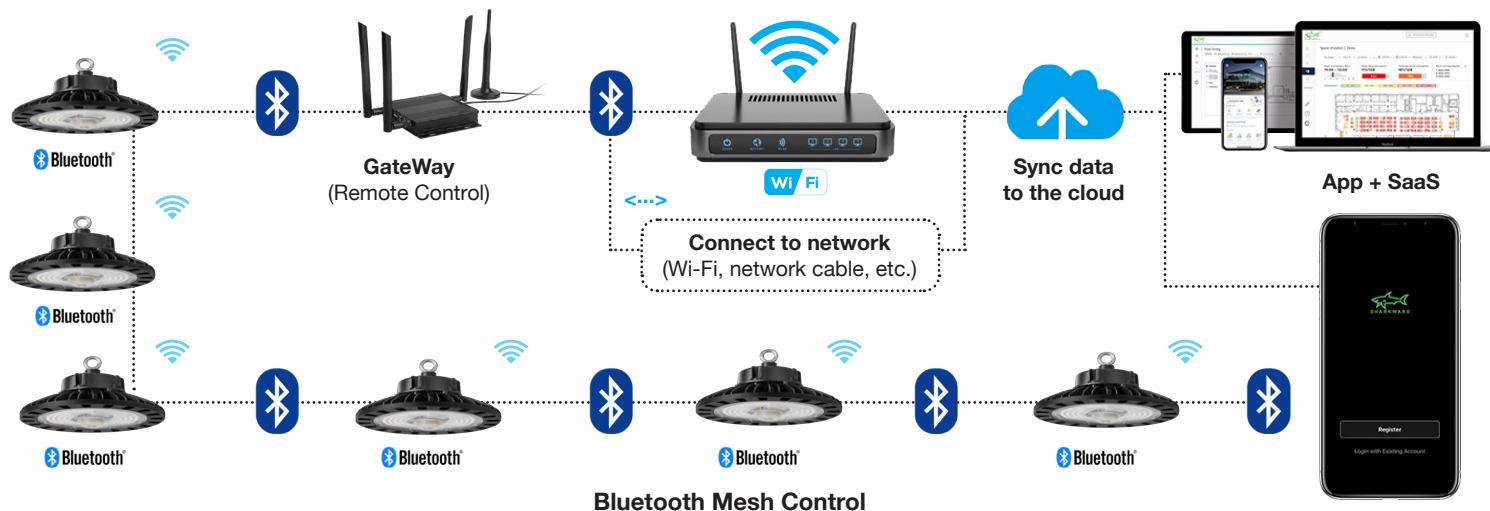 Bluetooth®
GateWay
(Remote Control)
Wi Fi
<--->
Connect to network
(Wi-Fi, network cable, etc.)
Sync data
to the cloud
App + SaaS
Bluetooth®
Bluetooth®
Bluetooth®
Bluetooth®
Bluetooth®
Bluetooth Mesh Control
SHARKWARD
Register
Login with Existing Account